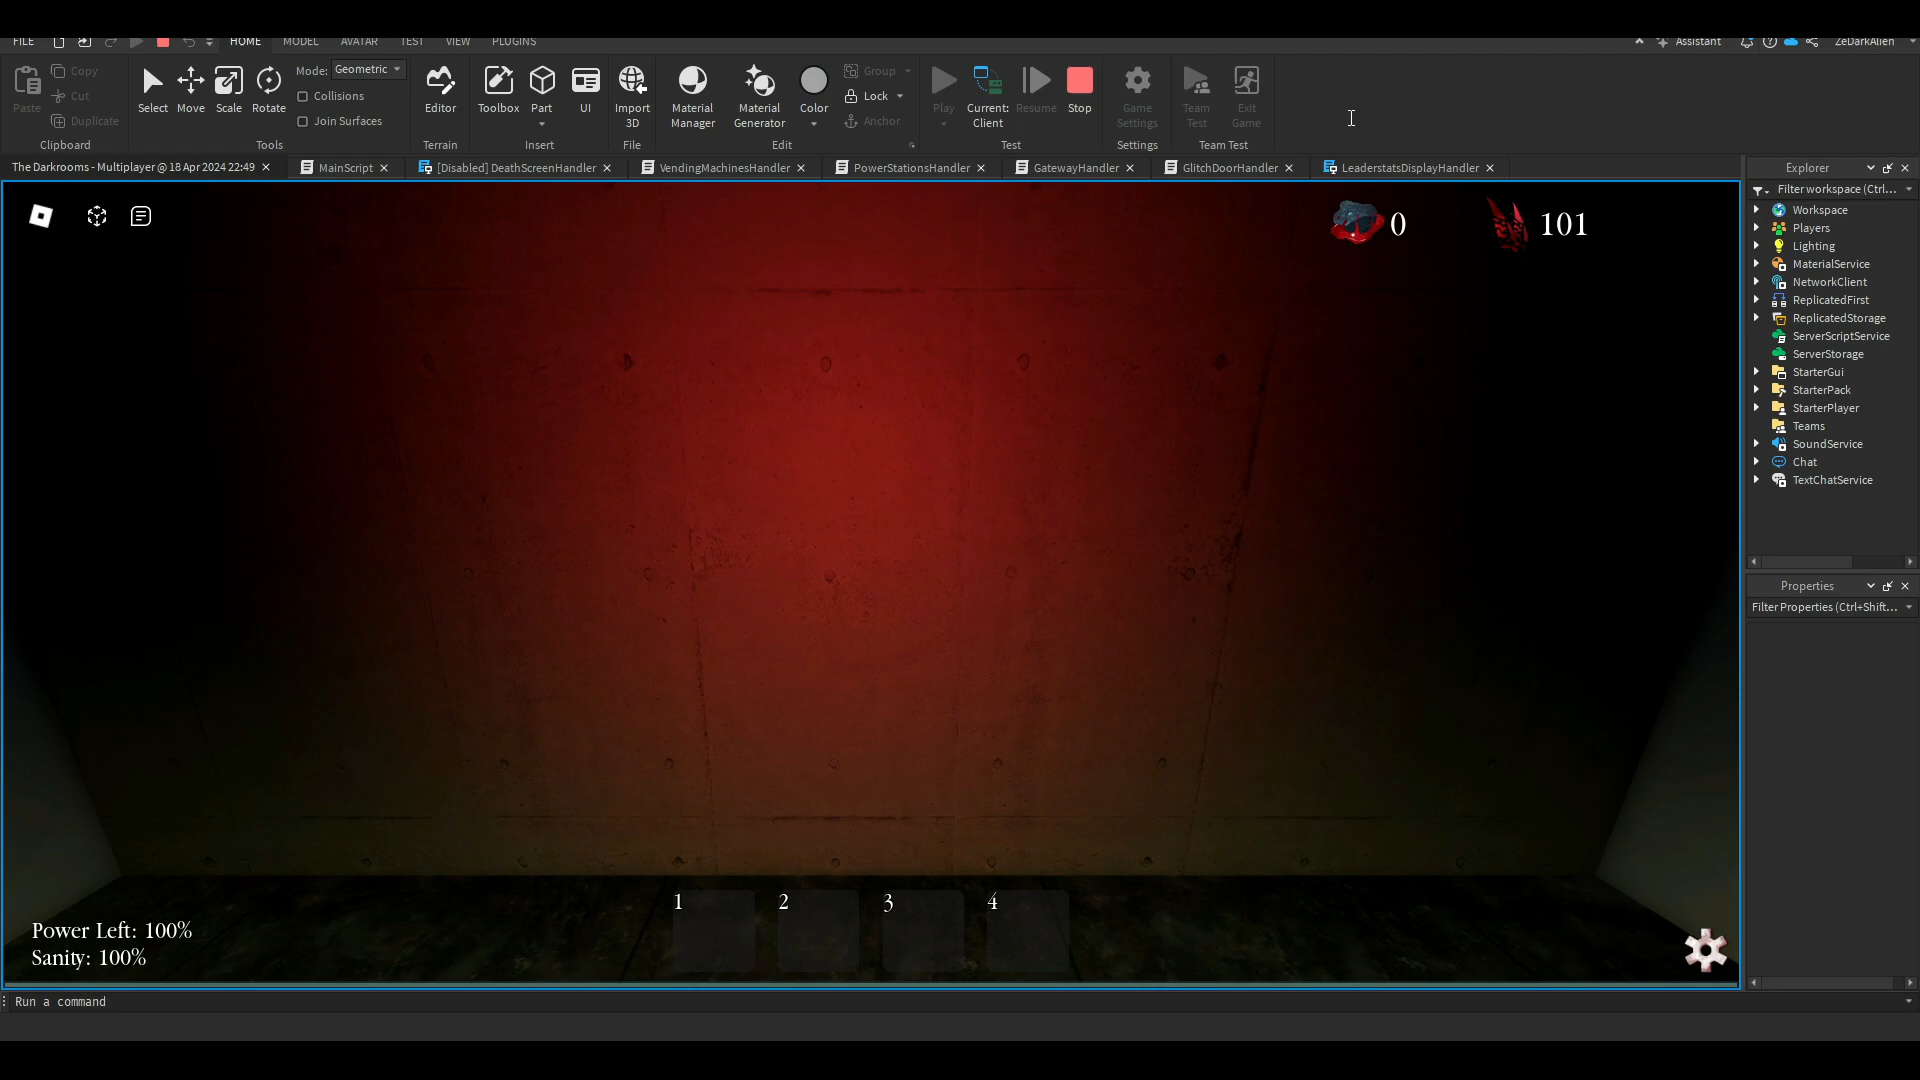 FILE HOME MODEL AVATAR TEST VIEW PLUGINS Assistant ZeDarkAlien
Paste Copy Cut Duplicate
Select Move Scale Rotate
Mode: Geometric
Collisions
Join Surfaces
Editor
Toolbox Part UI
Import 3D
Material Manager
Material Generator
Color
Group
Lock
Anchor
Play
Current: Client
Resume
Stop
Game Settings
Team Test
Exit Game
Clipboard Tools Terrain Insert File Edit Test Settings Team Test
The Darkrooms - Multiplayer @ 18 Apr 2024 22:49 MainScript [Disabled] DeathScreenHandler VendingMachinesHandler PowerStationsHandler GatewayHandler GlitchDoorHandler LeaderstatsDisplayHandler
0 101
1 2 3 4
Power Left: 100%
Sanity: 100%
Explorer
Filter workspace (Ctrl...
Workspace
Players
Lighting
MaterialService
NetworkClient
ReplicatedFirst
ReplicatedStorage
ServerScriptService
ServerStorage
StarterGui
StarterPack
StarterPlayer
Teams
SoundService
Chat
TextChatService
Properties
Filter Properties (Ctrl+Shift...
Run a command